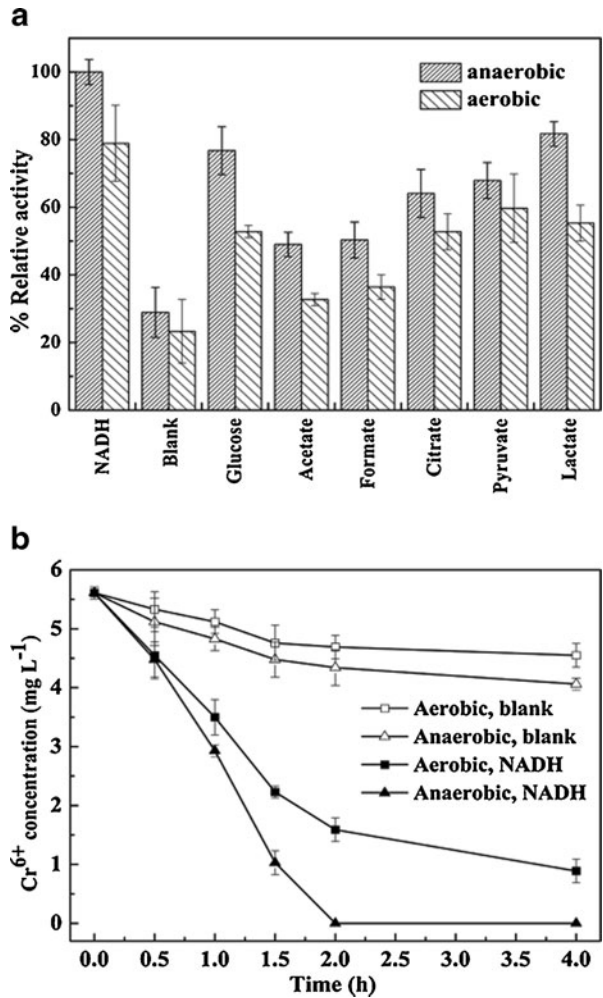 a
% Relative activity
100
80
60
40
20
0
anaerobic
aerobic
NADH
Blank
Glucose
Acetate
Formate
Citrate
Pyruvate
Lactate
b
Cr6+ concentration (mg L-1)
6
5
4
3
2
1
0
Aerobic, blank
Anaerobic, blank
Aerobic, NADH
Anaerobic, NADH
0.0 0.5 1.0 1.5 2.0 2.5 3.0 3.5 4.0
Time (h)